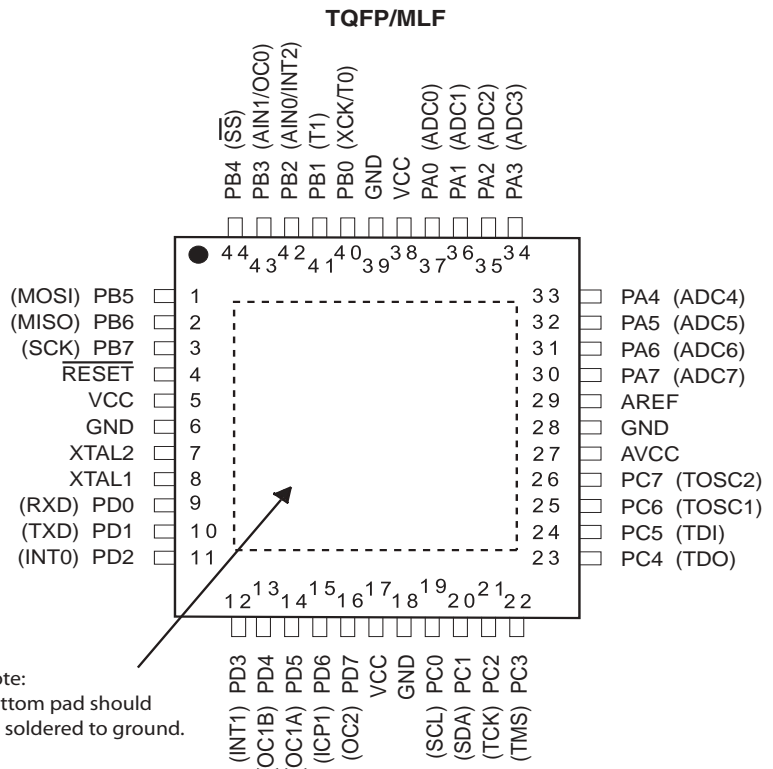 TQFP/MLF
PB4 (SS)
PB3 (AIN1/OC0)
PB2 (AIN0/INT2)
PB1 (T1)
PB0 (XCK/T0)
GND
VCC
PA0 (ADC0)
PA1 (ADC1)
PA2 (ADC2)
PA3 (ADC3)
44
43
42
41
40
39
38
37
36
35
34
(MOSI) PB5 1
(MISO) PB6 2
(SCK) PB7 3
RESET 4
VCC 5
GND 6
XTAL2 7
XTAL1 8
(RXD) PD0 9
(TXD) PD1 10
(INT0) PD2 11
33 PA4 (ADC4)
32 PA5 (ADC5)
31 PA6 (ADC6)
30 PA7 (ADC7)
29 AREF
28 GND
27 AVCC
26 PC7 (TOSC2)
25 PC6 (TOSC1)
24 PC5 (TDI)
23 PC4 (TDO)
12
13
14
15
16
17
18
19
20
21
22
(INT1) PD3
OC1B) PD4
OC1A) PD5
(ICP1) PD6
(OC2) PD7
VCC
GND
(SCL) PC0
(SDA) PC1
(TCK) PC2
(TMS) PC3
ote:
ttom pad should
soldered to ground.